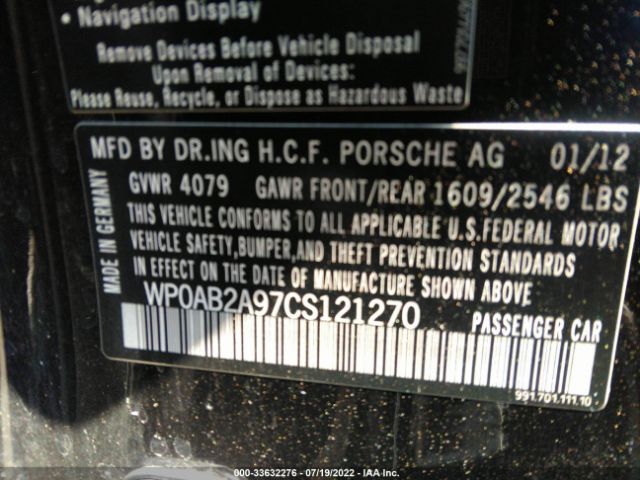 • Navigation Display
Remove Devices Before Vehicle Disposal
Upon Removal of Devices:
Please Reuse, Recycle, or Dispose as Hazardous Waste
MFD BY DR.ING H.C.F. PORSCHE AG 01/12
GVWR 4079 GAWR FRONT/REAR 1609/2546 LBS
THIS VEHICLE CONFORMS TO ALL APPLICABLE U.S.FEDERAL MOTOR
VEHICLE SAFETY,BUMPER,AND THEFT PREVENTION STANDARDS
IN EFFECT ON THE DATE OF MANUFACTURE SHOWN ABOVE
WP0AB2A97CS121270 PASSENGER CAR
MADE IN GERMANY
991.701.111.10
000-33632276 - 07/19/2022 - IAA Inc.